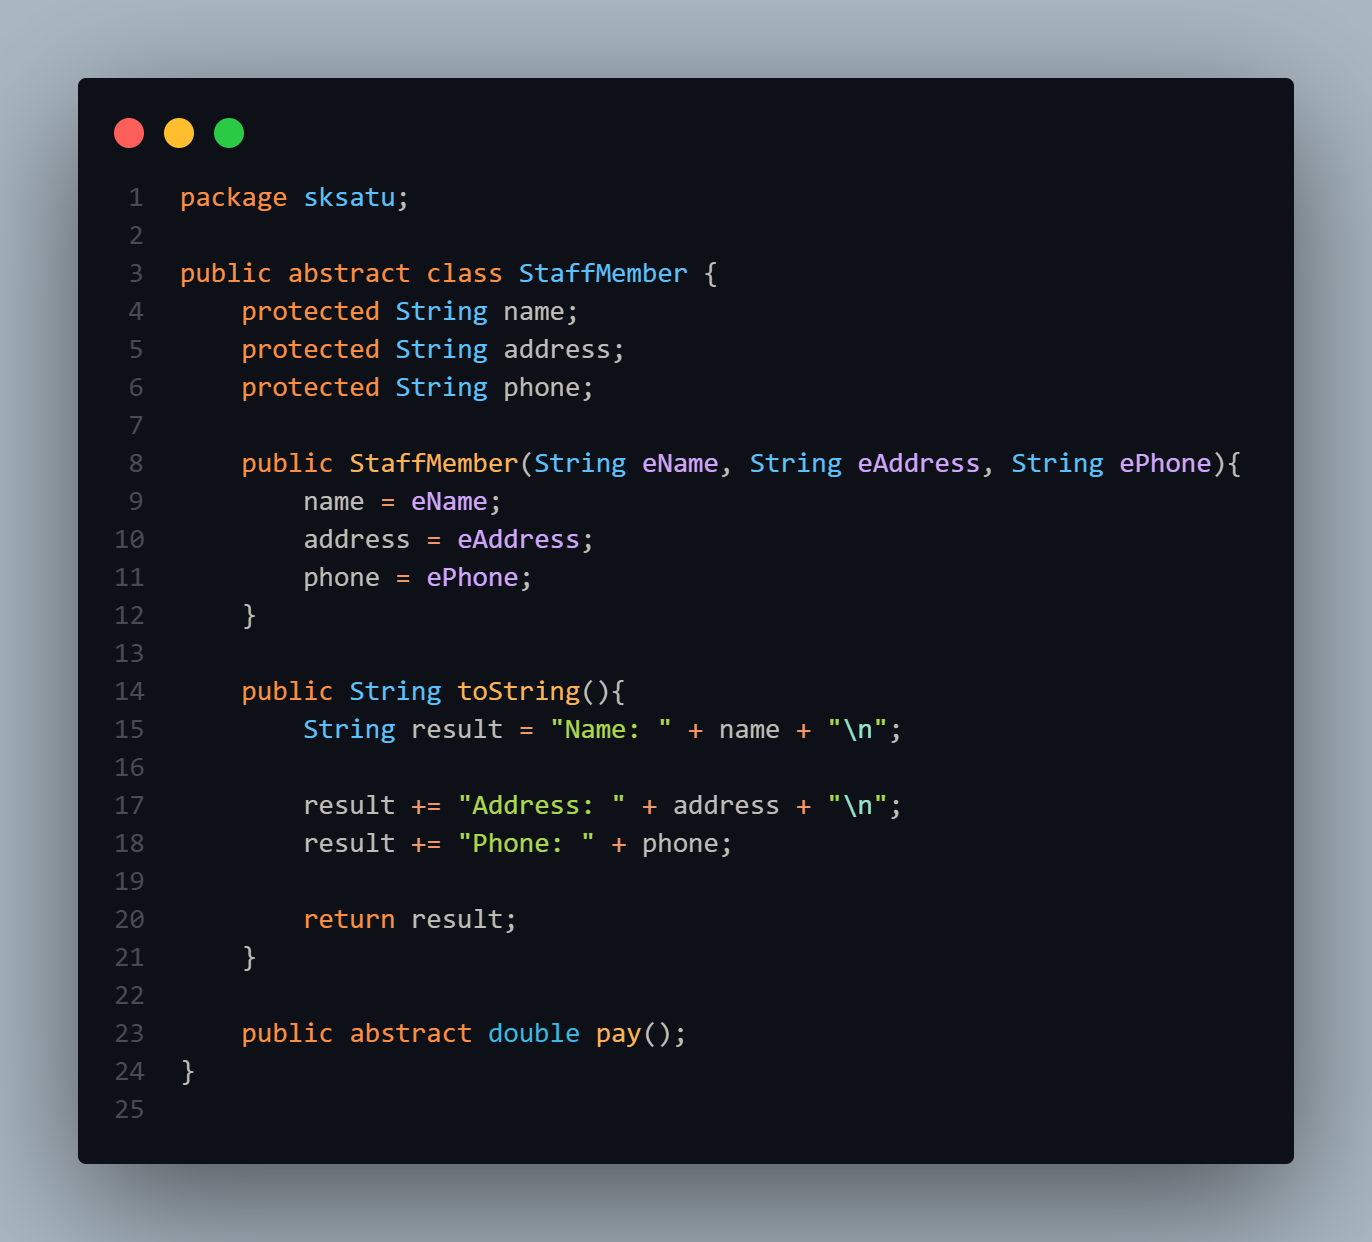 1 package sksatu;
2
3 public abstract class StaffMember {
4     protected String name;
5     protected String address;
6     protected String phone;
7
8     public StaffMember(String eName, String eAddress, String ePhone){
9         name = eName;
10         address = eAddress;
11         phone = ePhone;
12     }
13
14     public String toString(){
15         String result = "Name: " + name + "\n";
16
17         result += "Address: " + address + "\n";
18         result += "Phone: " + phone;
19
20         return result;
21     }
22
23     public abstract double pay();
24 }
25